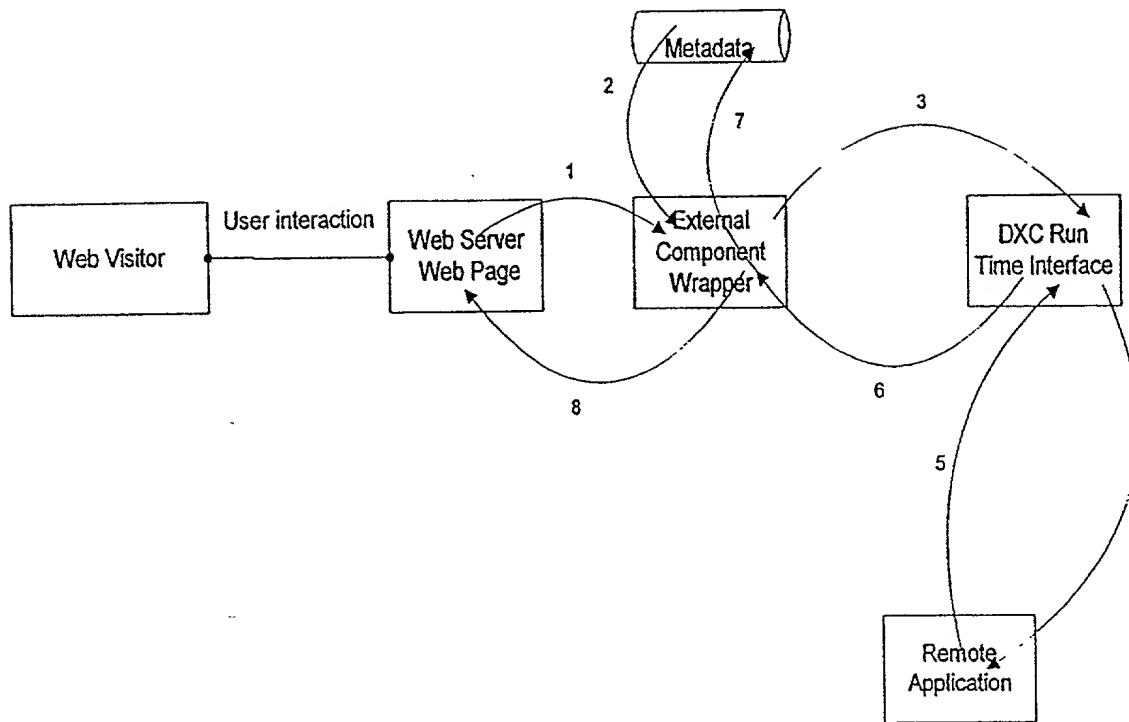 Metadata
2
7
3
1
User interaction
Web Visitor
Web Server
Web Page
External
Component
Wrapper
DXC Run
Time Interface
8
6
5
Remote
Application